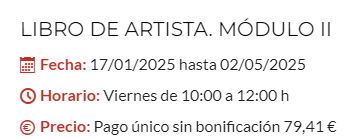 LIBRO DE ARTISTA. MÓDULO II
Fecha: 17/01/2025 hasta 02/05/2025
Horario: Viernes de 10:00 a 12:00 h
Precio: Pago único sin bonificación 79,41 €